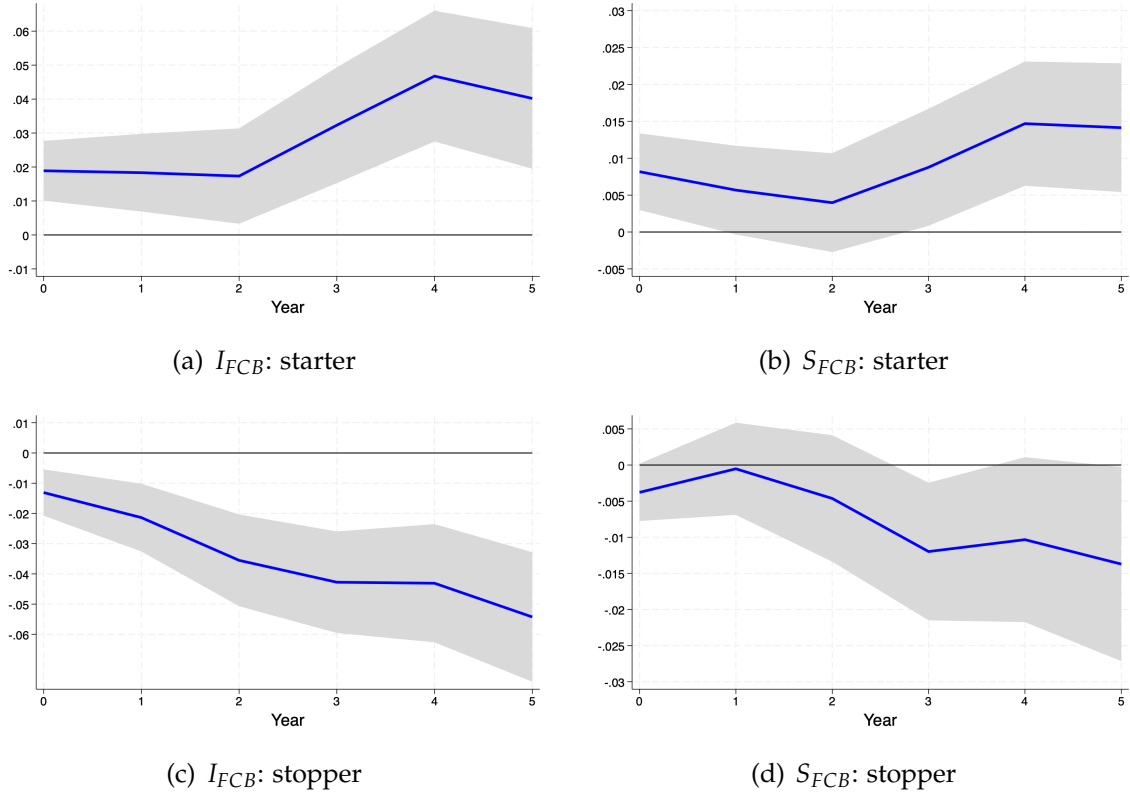 .06
.05
.04
.03
.02
.01
0
-.01
0 1 2 3 4 5
Year
(a) I_FCB: starter
.03
.025
.02
.015
.01
.005
0
-.005
0 1 2 3 4 5
Year
(b) S_FCB: starter
.01
0
-.01
-.02
-.03
-.04
-.05
-.06
0 1 2 3 4 5
Year
(c) I_FCB: stopper
.005
0
-.005
-.01
-.015
-.02
-.025
-.03
0 1 2 3 4 5
Year
(d) S_FCB: stopper